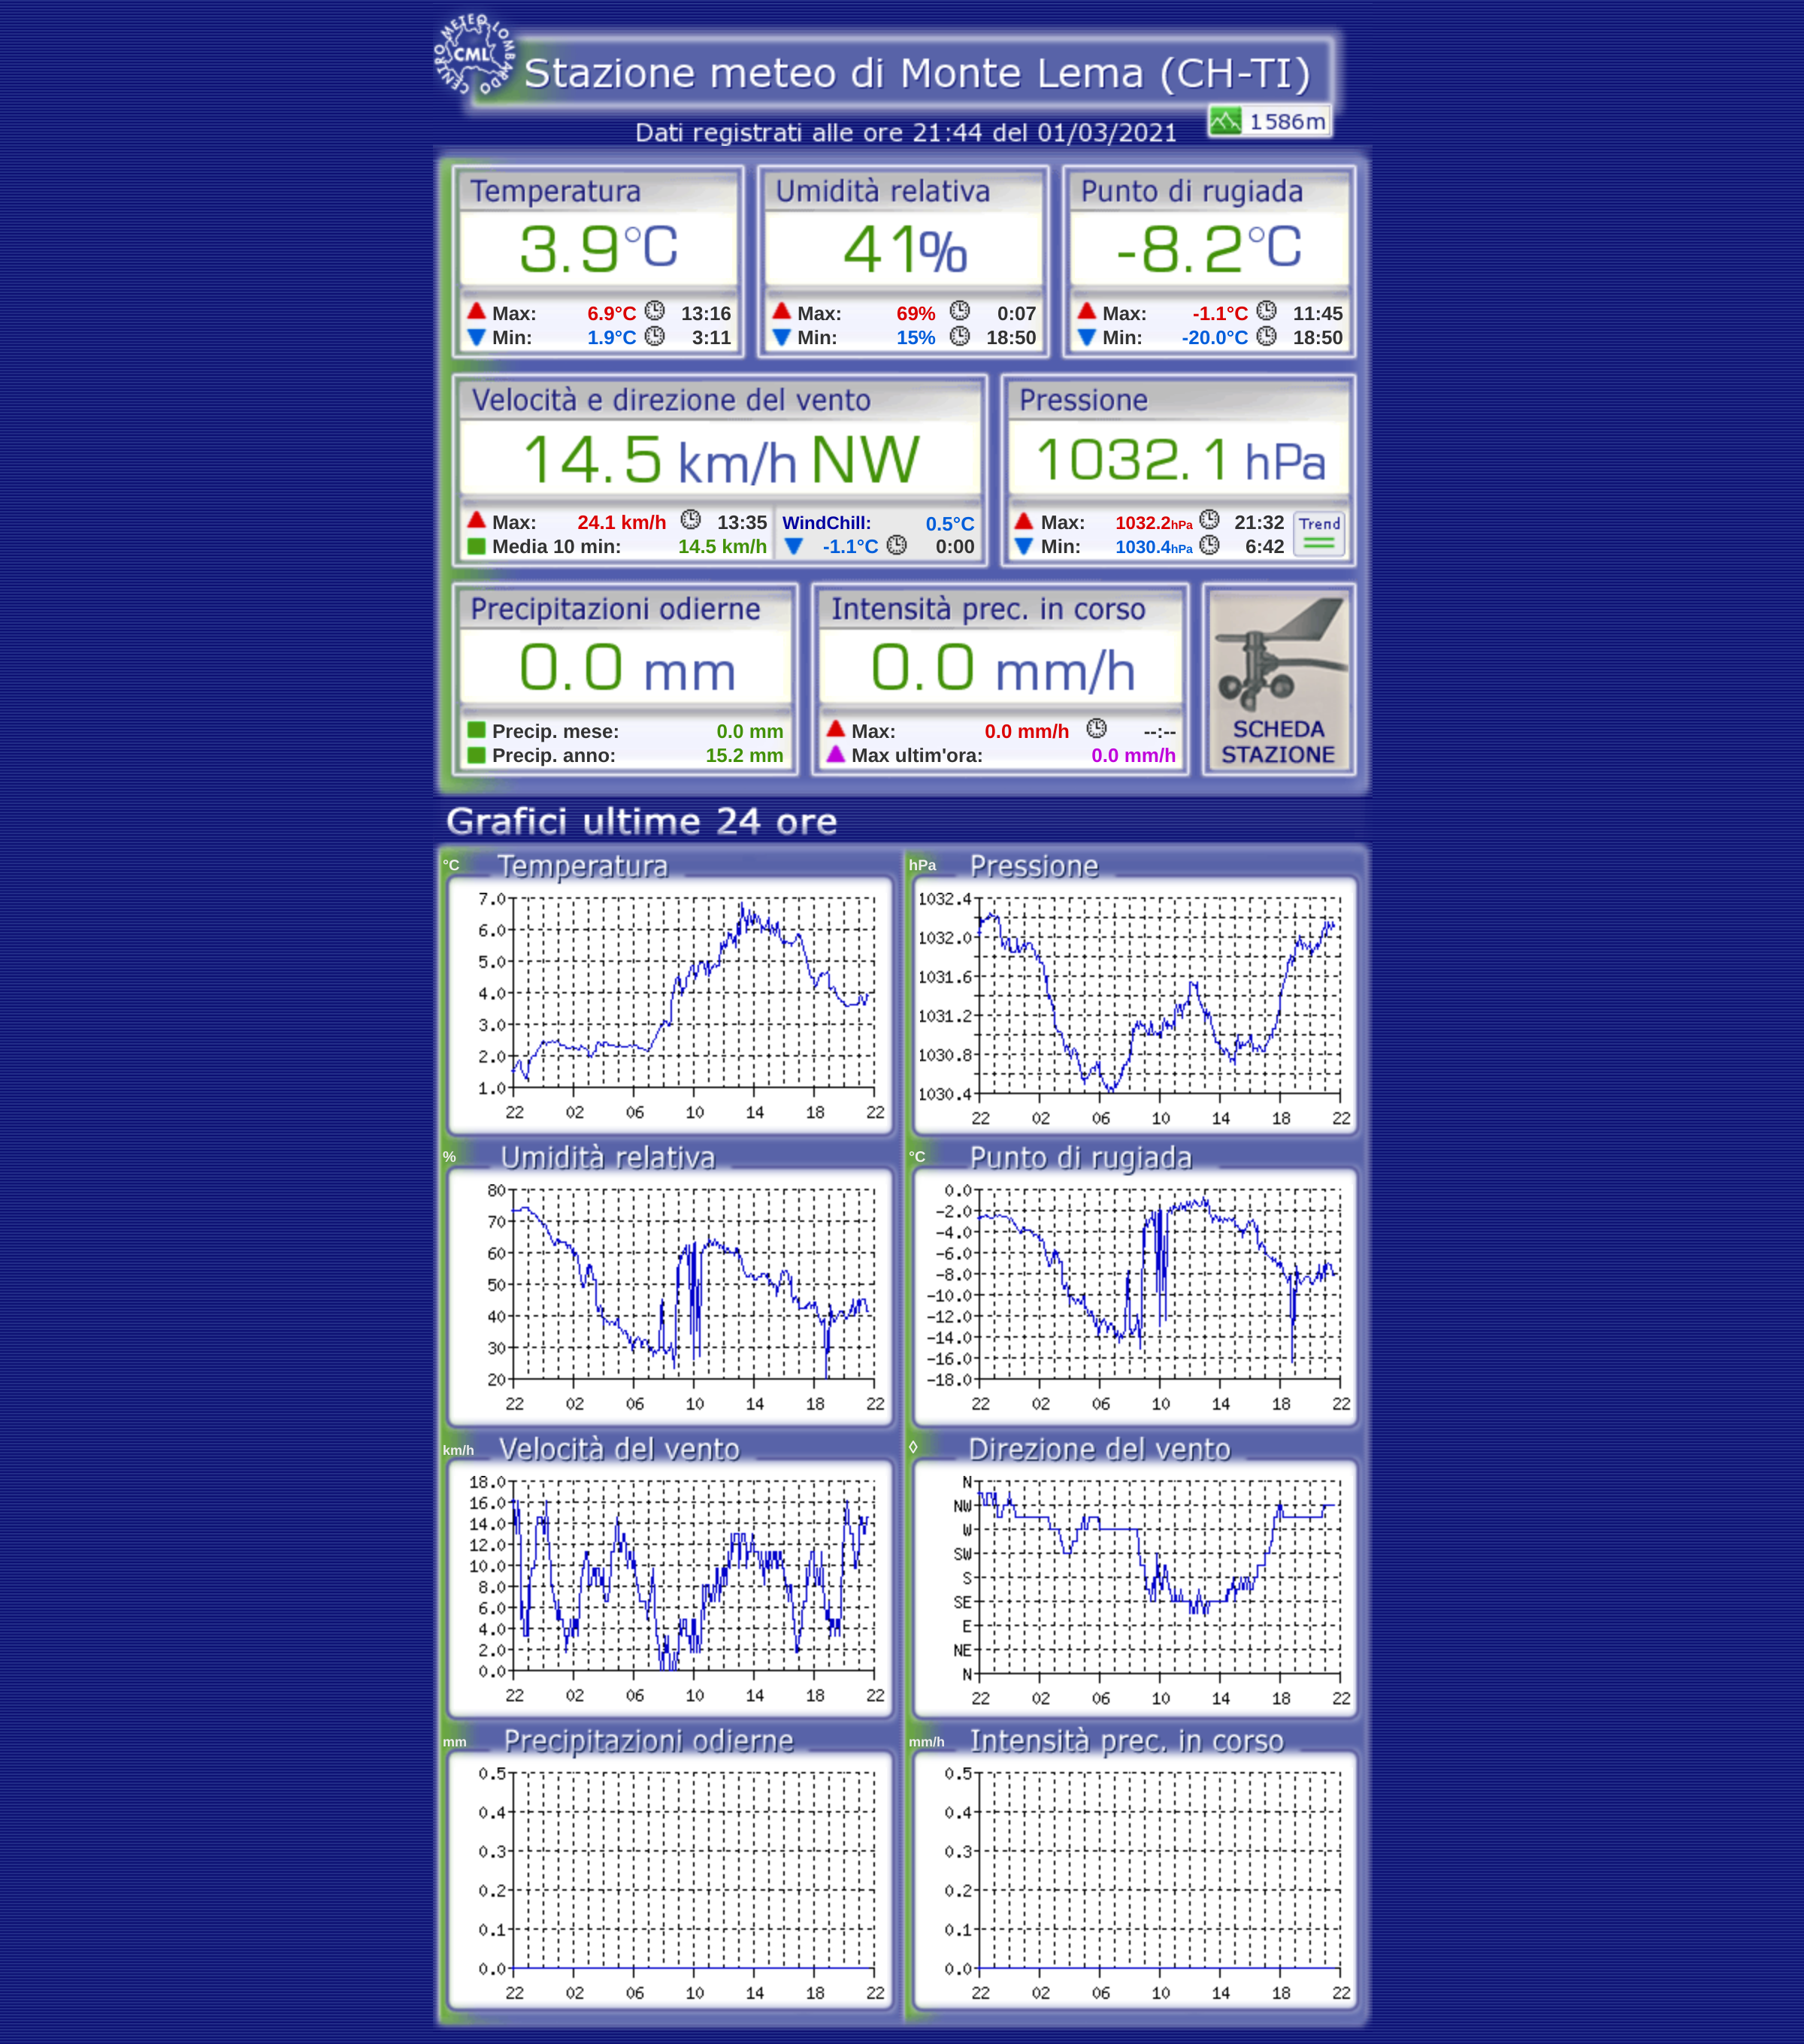 CENTRO METEO LOMBARDO
CML
Stazione meteo di Monte Lema (CH-TI)
1586m
Dati registrati alle ore 21:44 del 01/03/2021
Temperatura Umidità relativa Punto di rugiada
3.9°C 41% -8.2°C
Max: 6.9°C 13:16 Max: 69% 0:07 Max: -1.1°C 11:45
Min: 1.9°C 3:11 Min: 15% 18:50 Min: -20.0°C 18:50
Velocità e direzione del vento Pressione
14.5 km/h NW 1032.1 hPa
Max: 24.1 km/h 13:35 WindChill: 0.5°C Max: 1032.2hPa 21:32 Trend
Media 10 min: 14.5 km/h -1.1°C 0:00 Min: 1030.4hPa 6:42
Precipitazioni odierne Intensità prec. in corso
0.0 mm 0.0 mm/h
Precip. mese: 0.0 mm Max: 0.0 mm/h --:-- SCHEDA
Precip. anno: 15.2 mm Max ultim'ora: 0.0 mm/h STAZIONE
Grafici ultime 24 ore
°C Temperatura
7.0
6.0
5.0
4.0
3.0
2.0
1.0
22 02 06 10 14 18 22
hPa Pressione
1032.4
1032.0
1031.6
1031.2
1030.8
1030.4
22 02 06 10 14 18 22
% Umidità relativa
80
70
60
50
40
30
20
22 02 06 10 14 18 22
°C Punto di rugiada
0.0
-2.0
-4.0
-6.0
-8.0
-10.0
-12.0
-14.0
-16.0
-18.0
22 02 06 10 14 18 22
km/h Velocità del vento
18.0
16.0
14.0
12.0
10.0
8.0
6.0
4.0
2.0
0.0
22 02 06 10 14 18 22
◊ Direzione del vento
N
NW
W
SW
S
SE
E
NE
N
22 02 06 10 14 18 22
mm Precipitazioni odierne
0.5
0.4
0.3
0.2
0.1
0.0
22 02 06 10 14 18 22
mm/h Intensità prec. in corso
0.5
0.4
0.3
0.2
0.1
0.0
22 02 06 10 14 18 22